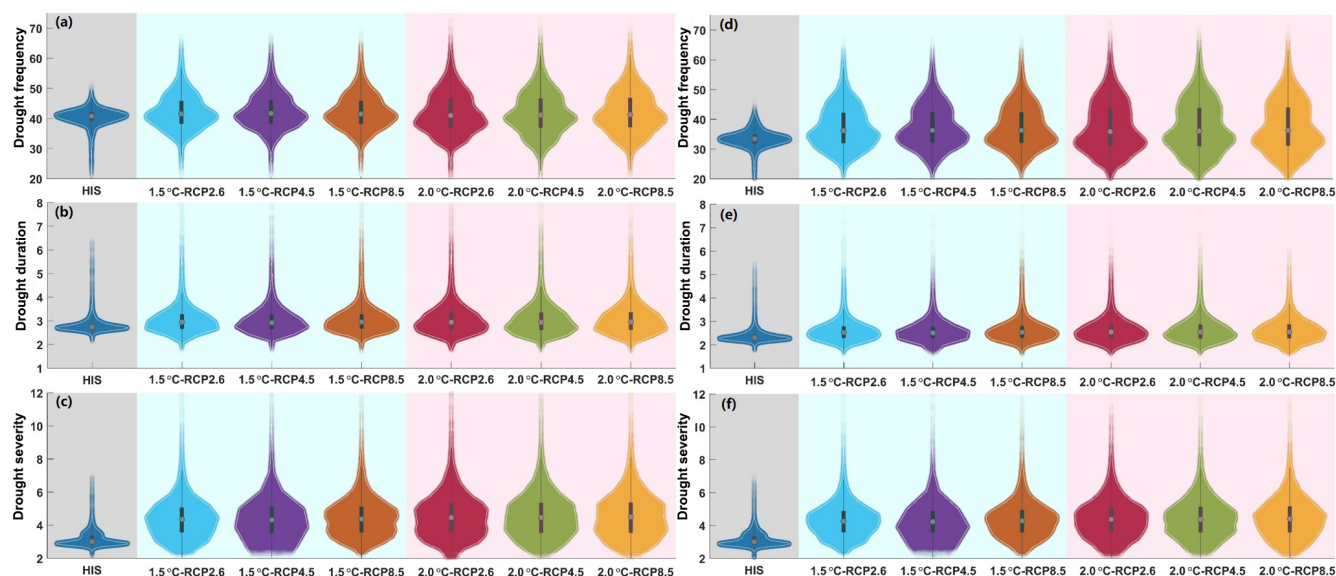 (a)
Drought frequency
70
60
50
40
30
20
HIS 1.5 °C-RCP2.6 1.5 °C-RCP4.5 1.5 °C-RCP8.5 2.0 °C-RCP2.6 2.0 °C-RCP4.5 2.0 °C-RCP8.5
(b)
Drought duration
8
7
6
5
4
3
2
1
HIS 1.5 °C-RCP2.6 1.5 °C-RCP4.5 1.5 °C-RCP8.5 2.0 °C-RCP2.6 2.0 °C-RCP4.5 2.0 °C-RCP8.5
(c)
Drought severity
12
10
8
6
4
2
HIS 1.5 °C-RCP2.6 1.5 °C-RCP4.5 1.5 °C-RCP8.5 2.0 °C-RCP2.6 2.0 °C-RCP4.5 2.0 °C-RCP8.5
(d)
Drought frequency
70
60
50
40
30
20
HIS 1.5 °C-RCP2.6 1.5 °C-RCP4.5 1.5 °C-RCP8.5 2.0 °C-RCP2.6 2.0 °C-RCP4.5 2.0 °C-RCP8.5
(e)
Drought duration
8
7
6
5
4
3
2
1
HIS 1.5 °C-RCP2.6 1.5 °C-RCP4.5 1.5 °C-RCP8.5 2.0 °C-RCP2.6 2.0 °C-RCP4.5 2.0 °C-RCP8.5
(f)
Drought severity
12
10
8
6
4
2
HIS 1.5 °C-RCP2.6 1.5 °C-RCP4.5 1.5 °C-RCP8.5 2.0 °C-RCP2.6 2.0 °C-RCP4.5 2.0 °C-RCP8.5